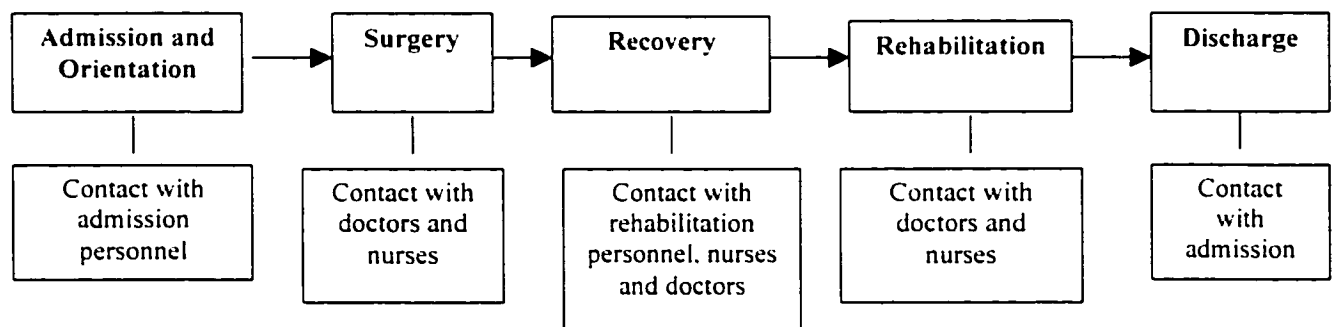 Admission and
Orientation
Surgery
Recovery
Rehabilitation
Discharge
Contact with
admission
personnel
Contact with
doctors and
nurses
Contact with
rehabilitation
personnel, nurses
and doctors
Contact with
doctors and
nurses
Contact
with
admission